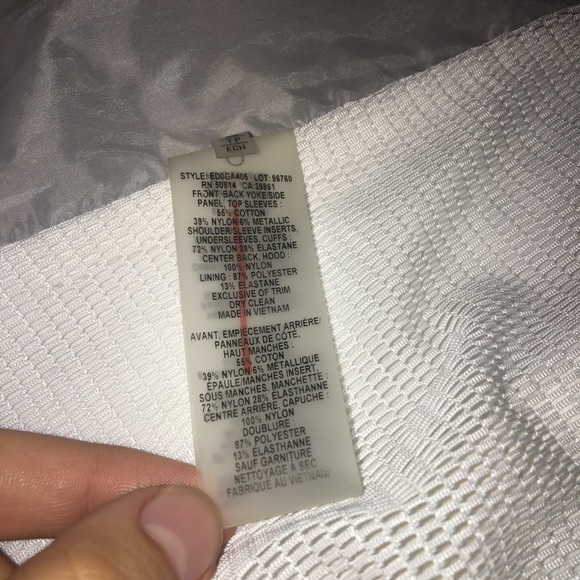 TP
ECH
STYLE: ED0GA405 LOT: 96760
RN 50814 CA 38861
FRONT, BACK YOKE/SIDE
PANEL, TOP SLEEVES :
55% COTTON
39% NYLON 6% METALLIC
SHOULDER/SLEEVE INSERTS,
UNDERSLEEVES, CUFFS :
72% NYLON 28% ELASTANE
CENTER BACK, HOOD :
100% NYLON
LINING : 87% POLYESTER
13% ELASTANE
EXCLUSIVE OF TRIM
DRY CLEAN
MADE IN VIETNAM
AVANT, EMPIÈCEMENT ARRIÈRE/
PANNEAUX DE CÔTÉ,
HAUT MANCHES :
55% COTON
39% NYLON 6% MÉTALLIQUE
ÉPAULE/MANCHES INSERT,
SOUS MANCHES, MANCHETTE :
72% NYLON 28% ÉLASTHANNE
CENTRE ARRIÈRE, CAPUCHE :
100% NYLON
DOUBLURE
87% POLYESTER
13% ÉLASTHANNE
SAUF GARNITURE
NETTOYAGE À SEC
FABRIQUÉ AU VIETNAM